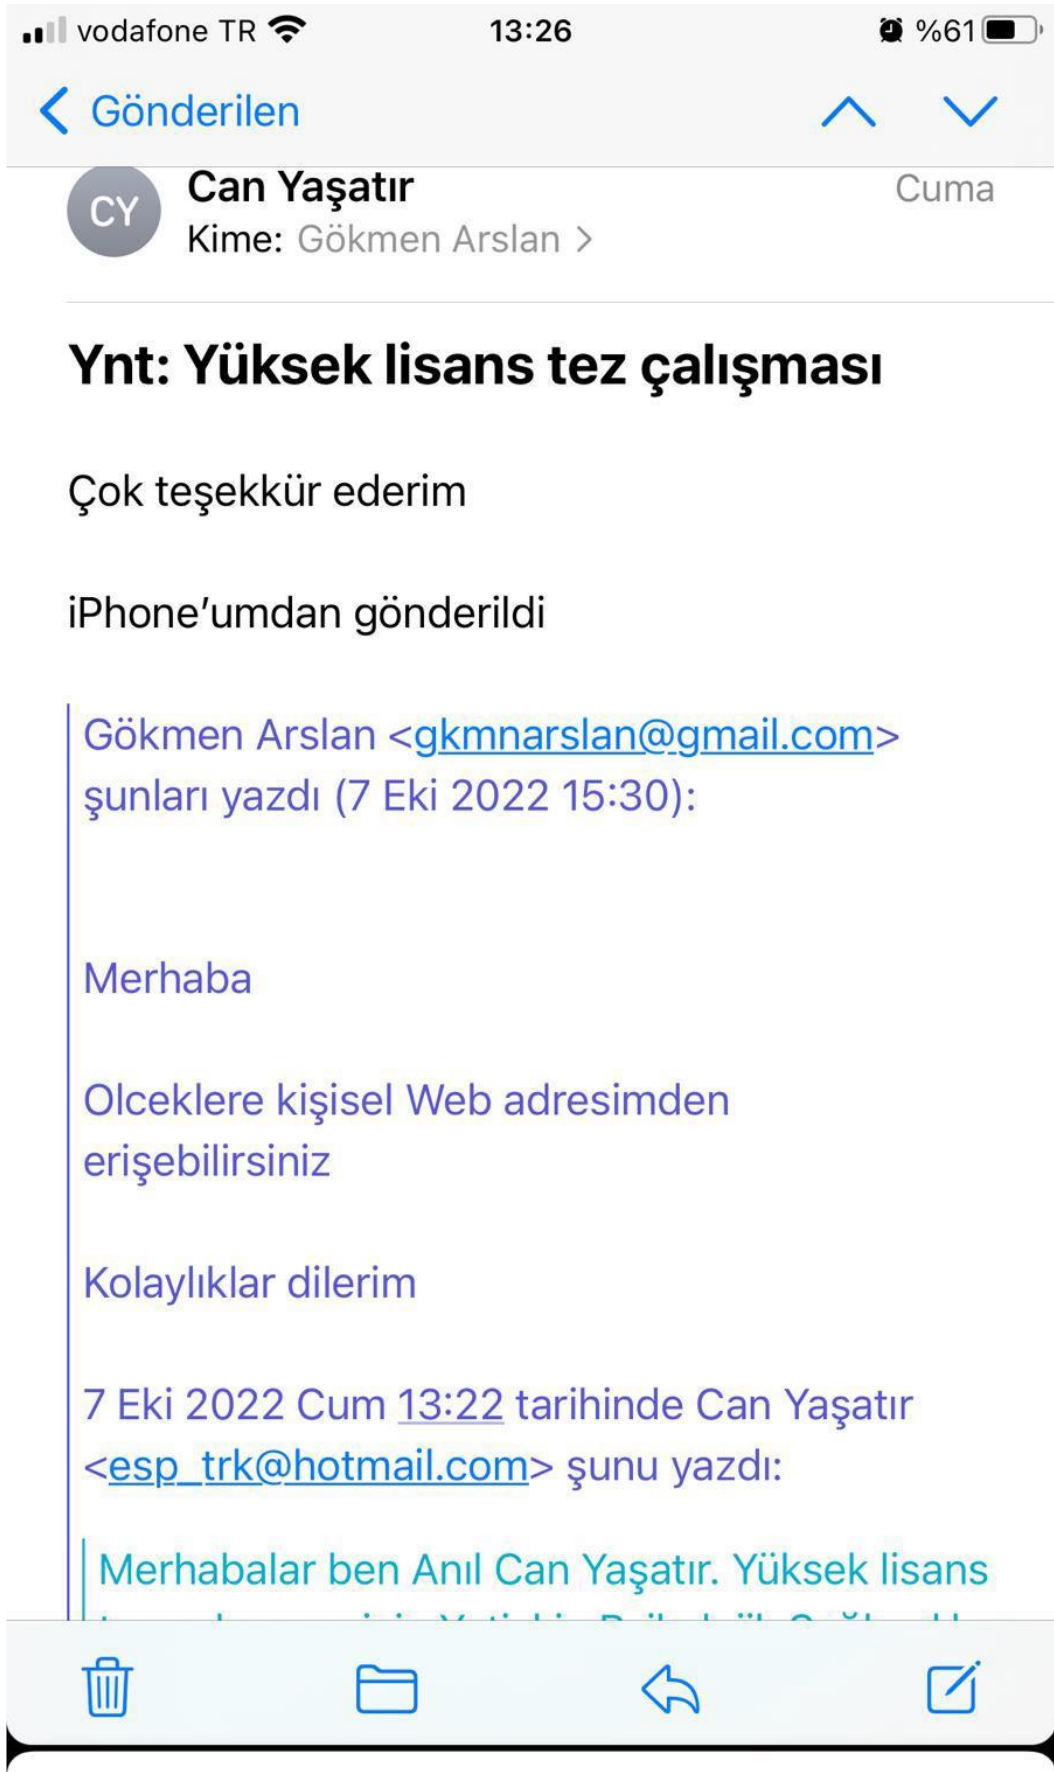 vodafone TR 13:26 %61
Gönderilen
CY Can Yaşatır Cuma
Kime: Gökmen Arslan >
Ynt: Yüksek lisans tez çalışması
Çok teşekkür ederim
iPhone’umdan gönderildi
Gökmen Arslan <gkmnarslan@gmail.com>
şunları yazdı (7 Eki 2022 15:30):
Merhaba
Olceklere kişisel Web adresimden
erişebilirsiniz
Kolaylıklar dilerim
7 Eki 2022 Cum 13:22 tarihinde Can Yaşatır
<esp_trk@hotmail.com> şunu yazdı:
Merhabalar ben Anıl Can Yaşatır. Yüksek lisans